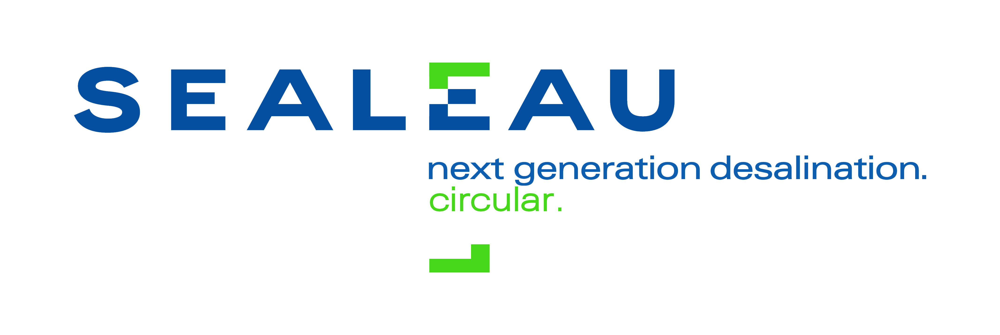 SEALEAU
next generation desalination.
circular.